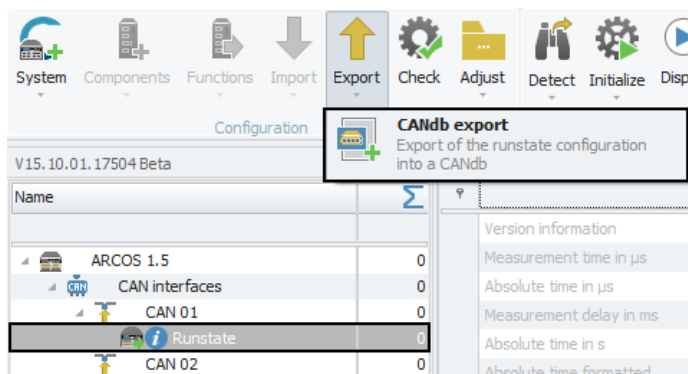 System Components Functions Import Export Check Adjust Detect Initialize Disp
Configuration
CANdb export
Export of the runstate configuration
into a CANdb
V15.10.01.17504 Beta
Name Σ
ARCOS 1.5 0
CAN CAN interfaces 0
CAN 01 0
i Runstate 0
CAN 02 0
Version information
Measurement time in µs
Absolute time in µs
Measurement delay in ms
Absolute time in s
Absolute time formatted